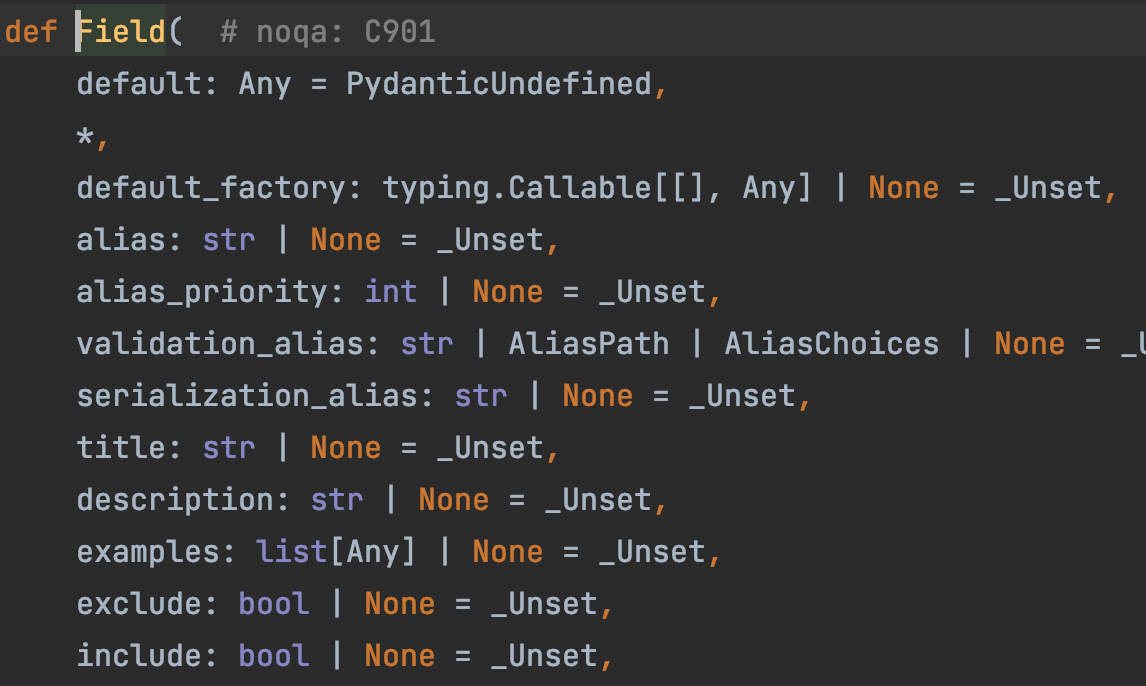 def Field(  # noqa: C901
    default: Any = PydanticUndefined,
    *,
    default_factory: typing.Callable[[], Any] | None = _Unset,
    alias: str | None = _Unset,
    alias_priority: int | None = _Unset,
    validation_alias: str | AliasPath | AliasChoices | None =
    serialization_alias: str | None = _Unset,
    title: str | None = _Unset,
    description: str | None = _Unset,
    examples: list[Any] | None = _Unset,
    exclude: bool | None = _Unset,
    include: bool | None = _Unset,